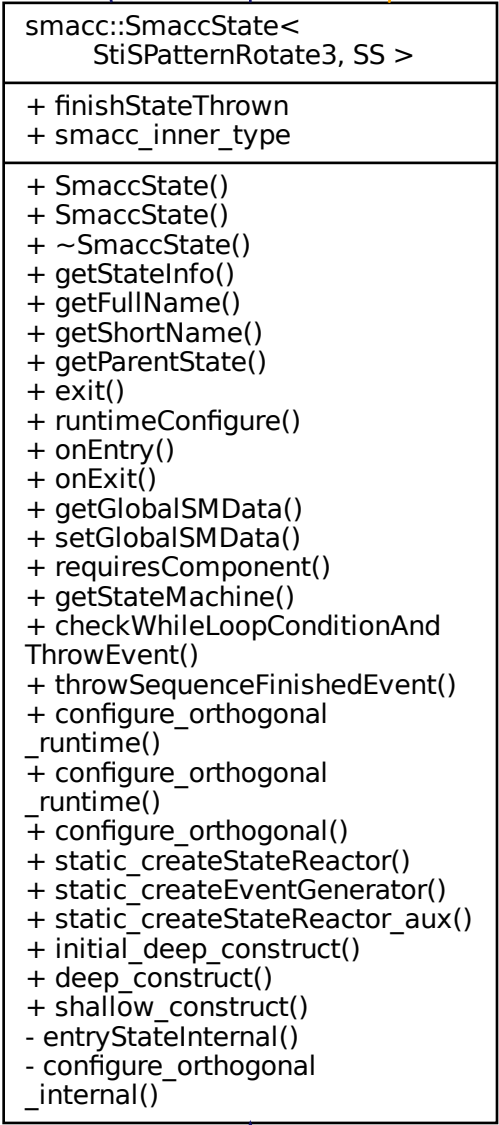 smacc::SmaccState<
StiSPatternRotate3, SS >
+ finishStateThrown
+ smacc_inner_type
+ SmaccState()
+ SmaccState()
+ ~SmaccState()
+ getStateInfo()
+ getFullName()
+ getShortName()
+ getParentState()
+ exit()
+ runtimeConfigure()
+ onEntry()
+ onExit()
+ getGlobalSMData()
+ setGlobalSMData()
+ requiresComponent()
+ getStateMachine()
+ checkWhileLoopConditionAnd
ThrowEvent()
+ throwSequenceFinishedEvent()
+ configure_orthogonal
_runtime()
+ configure_orthogonal
_runtime()
+ configure_orthogonal()
+ static_createStateReactor()
+ static_createEventGenerator()
+ static_createStateReactor_aux()
+ initial_deep_construct()
+ deep_construct()
+ shallow_construct()
- entryStateInternal()
- configure_orthogonal
_internal()